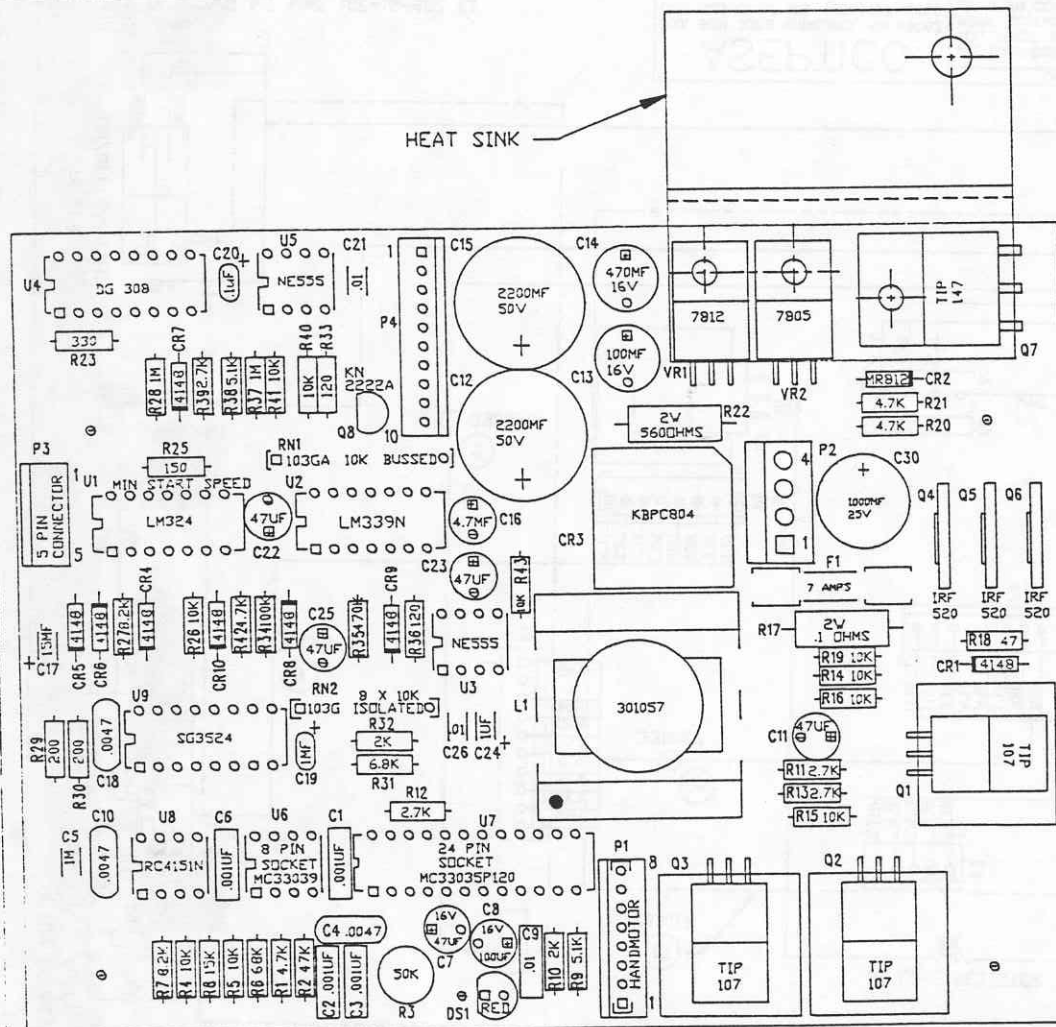 HEAT SINK
C20
+
.1uF
U5
NE555
C21
.01
U4
DG 308
330
R23
R28 1M
CR7
4148
R39 2.7K
R38 5.1K
R37 1M
R41 10K
R40
10K
R33
120
KN
2222A
Q8
P4
1
10
C15
2200MF
50V
+
C12
2200MF
50V
+
C14
470MF
16V
C13
100MF
16V
7812
VR1
7805
VR2
TIP
147
Q7
MR812
CR2
4.7K
R21
4.7K
R20
2W
560OHMS
R22
P3
1
5 PIN
CONNECTOR
5
R25
150
MIN START SPEED
U1
LM324
47UF
C22
RN1
103GA 10K BUSSED
U2
LM339N
4.7MF
C16
C23
47UF
CR3
KBPC804
P2
4
1
+
C30
1000MF
25V
Q4
IRF
520
Q5
IRF
520
Q6
IRF
520
F1
7 AMPS
R43
10K
15MF
+
C17
CR5
4148
CR6
4148
R27 8.2K
CR4
4148
R26 10K
CR10
4148
R24 4.7K
R34 100K
CR8
4148
C25
47UF
R35 470K
CR9
4148
R36 120
NE555
U3
R17
2W
.1 OHMS
R19 10K
R14 10K
R16 10K
R18 47
CR1
4148
U9
SG3524
R29
200
R30
200
C18
.0047
RN2
103G
9 X 10K
ISOLATED
C19
1MF
+
R32
2K
6.8K
R31
.01
C26
1UF
C24
+
L1
301057
C11
47UF
R11 2.7K
R13 2.7K
R15 10K
TIP
107
Q1
R12
2.7K
C5
1M
C10
.0047
U8
RC4151N
C6
.001UF
U6
8 PIN
SOCKET
MC33039
C1
.001UF
U7
24 PIN
SOCKET
MC33035P120
P1
8
HANDMOTOR
1
Q3
TIP
107
Q2
TIP
107
R7 8.2K
R4 10K
R8 15K
R5 10K
R6 68K
R1 4.7K
R2 47K
C4 .0047
C2 .001UF
C3 .001UF
50K
R3
16V
47UF
C7
C8
16V
100UF
DS1
RED
C9
.01
R10 2K
R9 5.1K